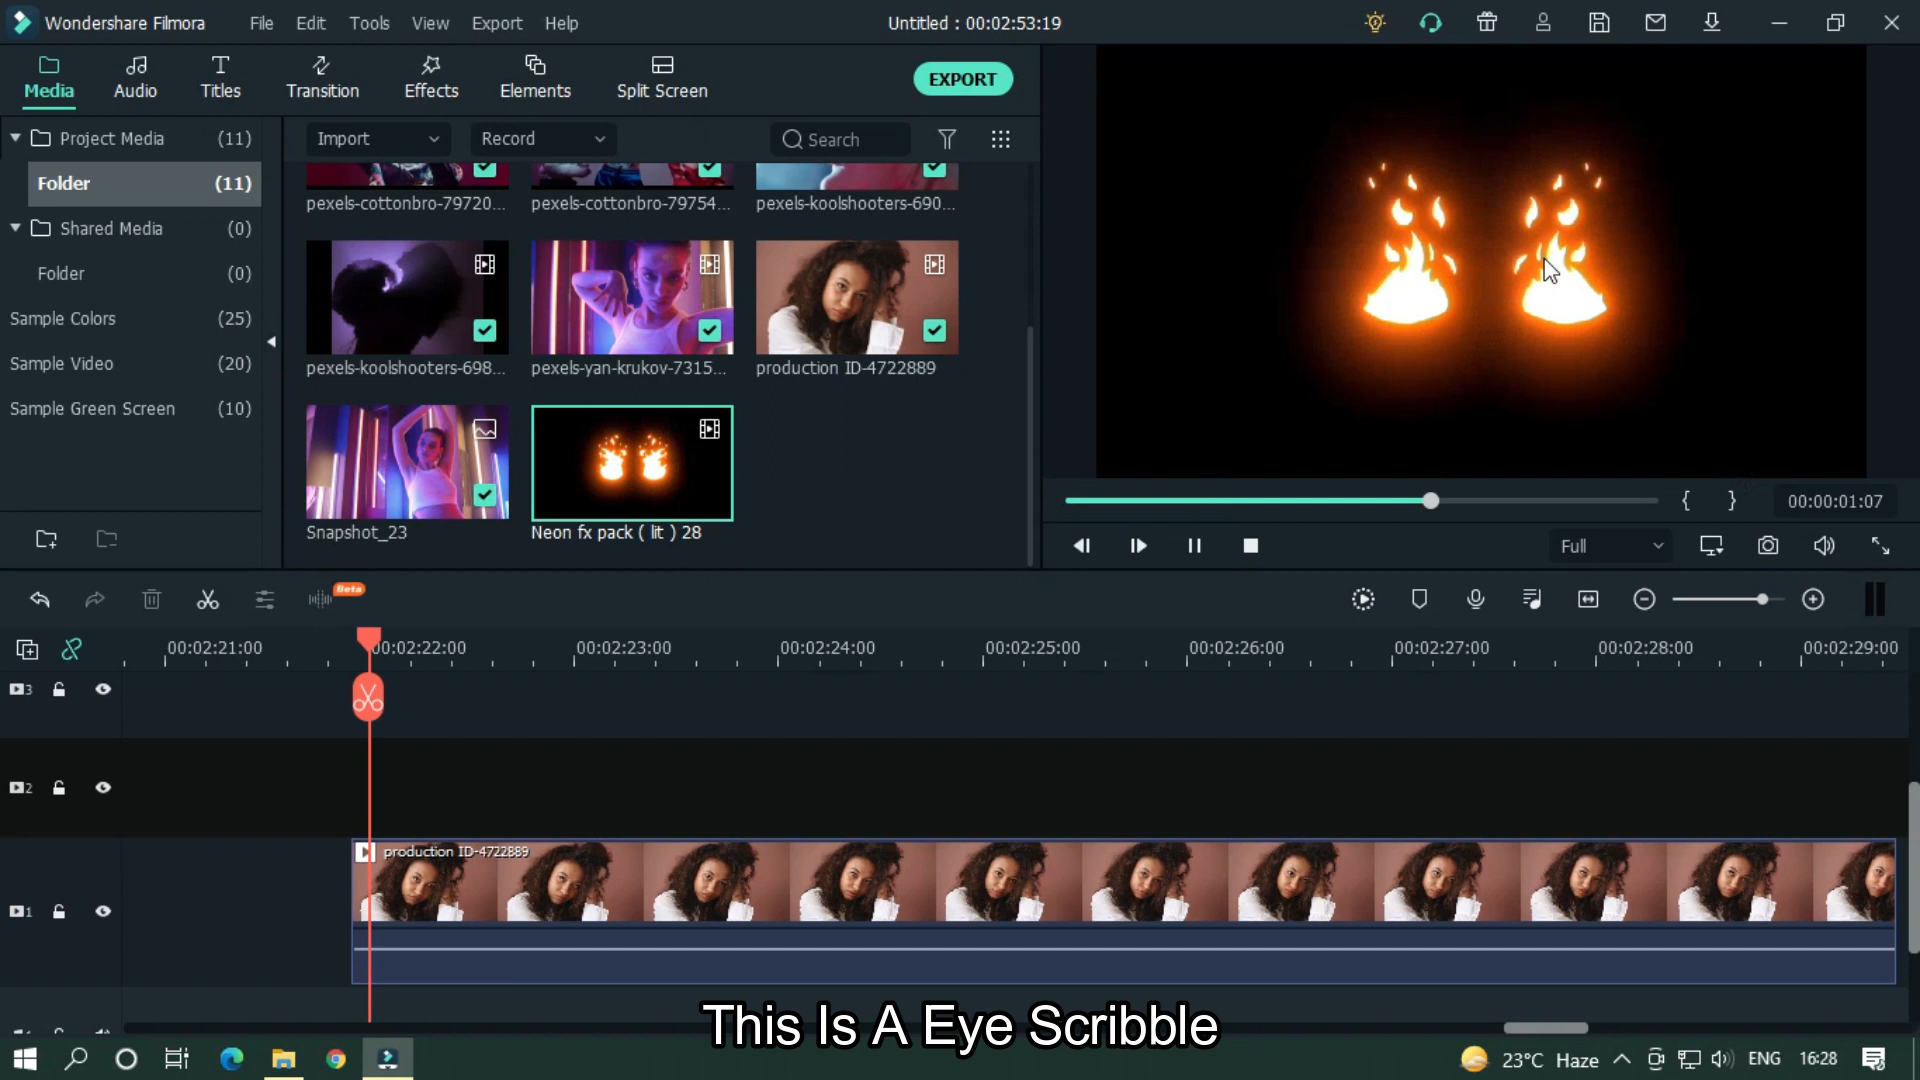 Wondershare Filmora
File Edit Tools View Export Help
Untitled : 00:02:53:19
Media Audio Titles Transition Effects Elements Split Screen
EXPORT
Project Media (11)
Folder (11)
Shared Media (0)
Folder (0)
Sample Colors (25)
Sample Video (20)
Sample Green Screen (10)
Import Record Search
pexels-cottonbro-79720... pexels-cottonbro-79754... pexels-koolshooters-690...
pexels-koolshooters-698... pexels-yan-krukov-7315... production ID-4722889
Snapshot_23 Neon fx pack ( lit ) 28
{ } 00:00:01:07
Full
Beta
00:02:21:00 00:02:22:00 00:02:23:00 00:02:24:00 00:02:25:00 00:02:26:00 00:02:27:00 00:02:28:00 00:02:29:00
3
2
production ID-4722889
1
This Is A Eye Scribble
23°C Haze ENG 16:28